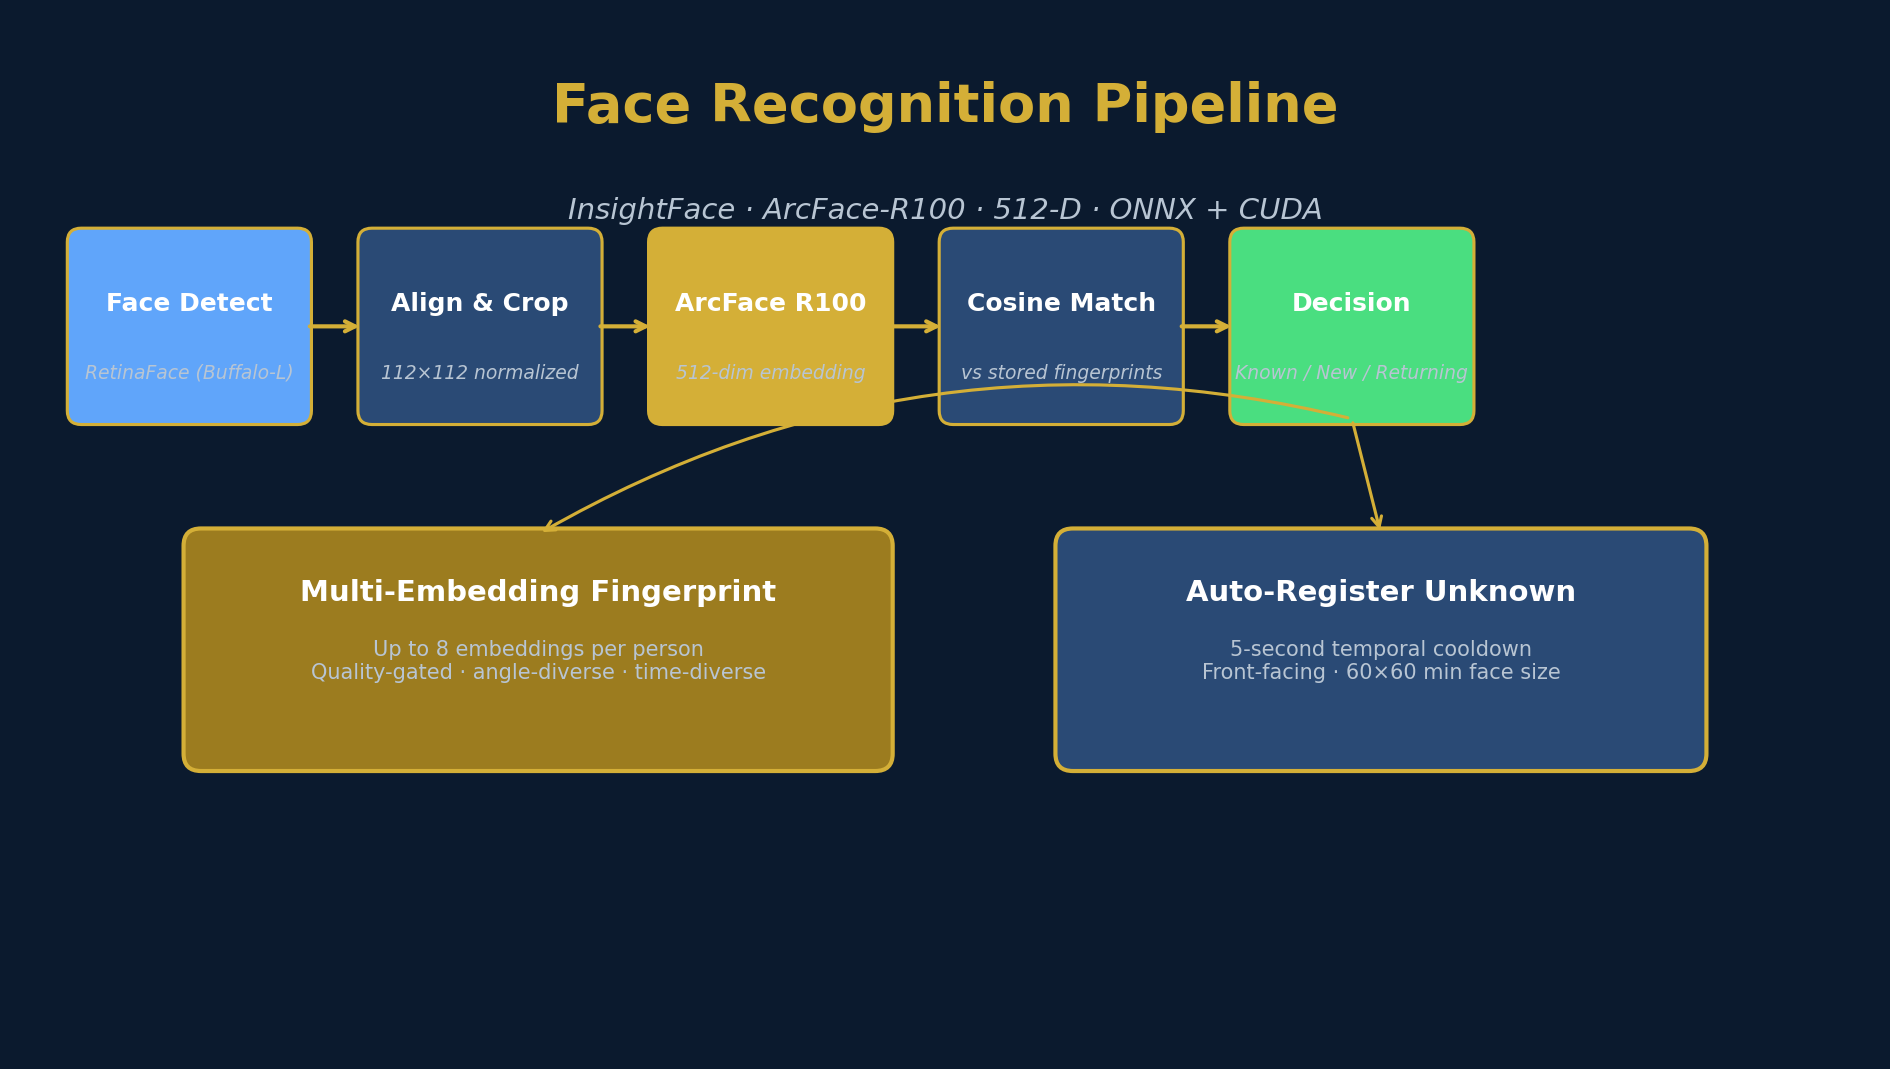 Face Recognition Pipeline
InsightFace · ArcFace-R100 · 512-D · ONNX + CUDA
Face Detect
RetinaFace (Buffalo-L)
Align & Crop
112×112 normalized
ArcFace R100
512-dim embedding
Cosine Match
vs stored fingerprints
Decision
Known / New / Returning
Multi-Embedding Fingerprint
Up to 8 embeddings per person
Quality-gated · angle-diverse · time-diverse
Auto-Register Unknown
5-second temporal cooldown
Front-facing · 60×60 min face size